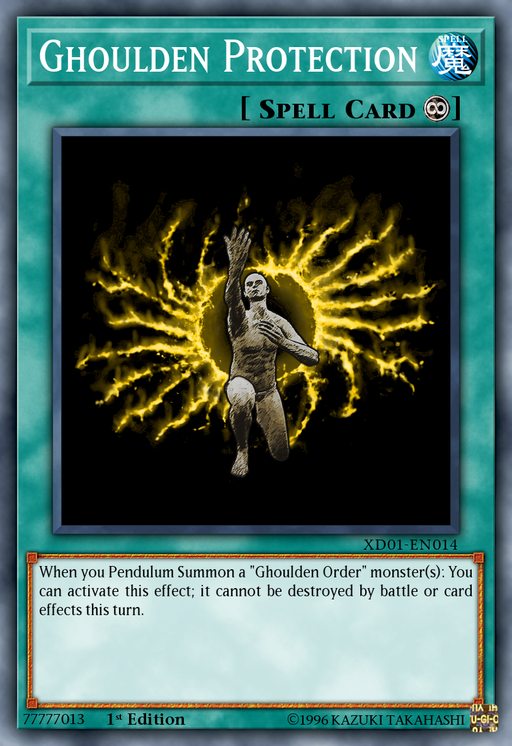 GHOULDEN PROTECTION
SPELL
魔
[ SPELL CARD ]
XD01-EN014
When you Pendulum Summon a "Ghoulden Order" monster(s): You
can activate this effect; it cannot be destroyed by battle or card
effects this turn.
77777013 1st Edition ©1996 KAZUKI TAKAHASHI